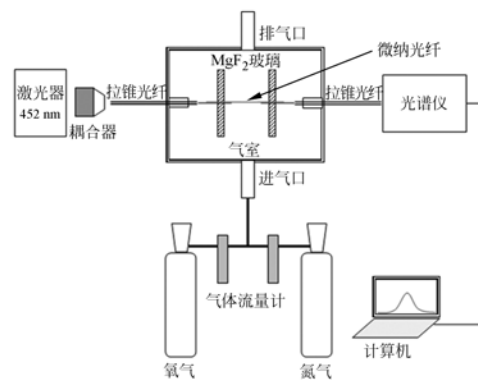 排气口
MgF2玻璃
微纳光纤
激光器
452 nm
耦合器
拉锥光纤
拉锥光纤
光谱仪
气室
进气口
气体流量计
氧气
氮气
计算机